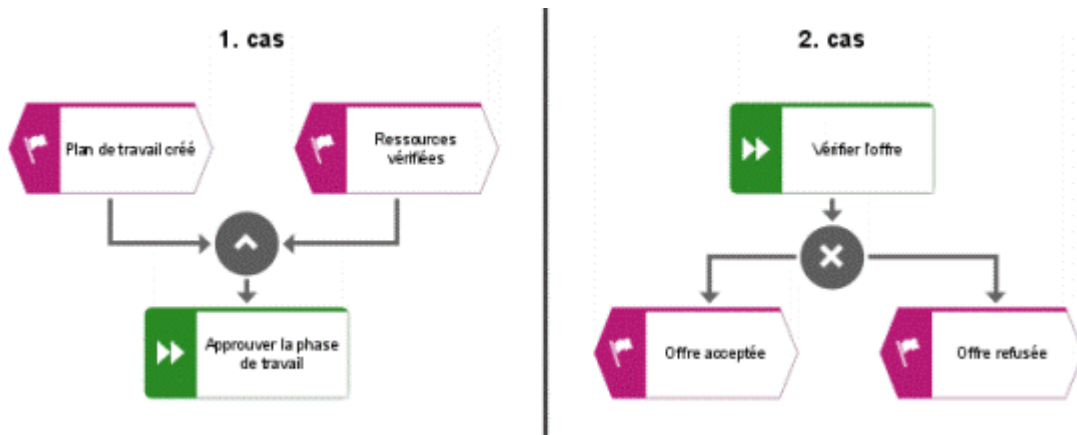 1. cas
Plan de travail créé
Ressources
vérifiées
Approuver la phase
de travail
2. cas
Vérifier l'offre
Offre acceptée
Offre refusée